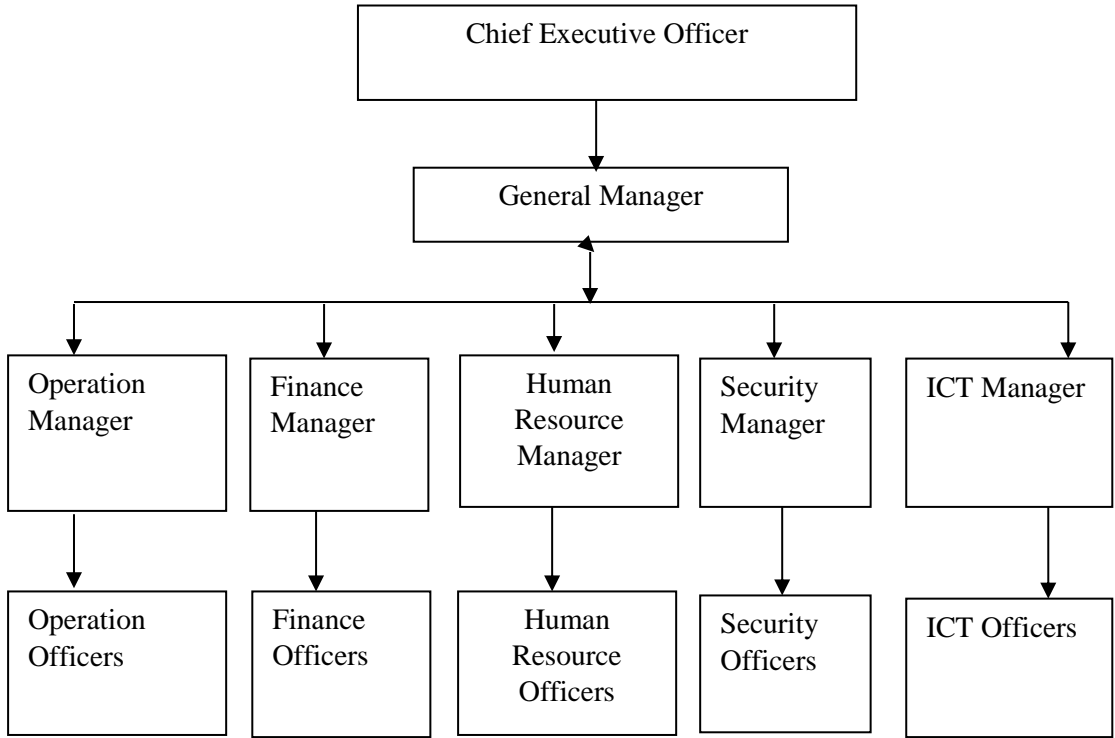 Chief Executive Officer
General Manager
Operation
Manager
Finance
Manager
Human
Resource
Manager
Security
Manager
ICT Manager
Operation
Officers
Finance
Officers
Human
Resource
Officers
Security
Officers
ICT Officers